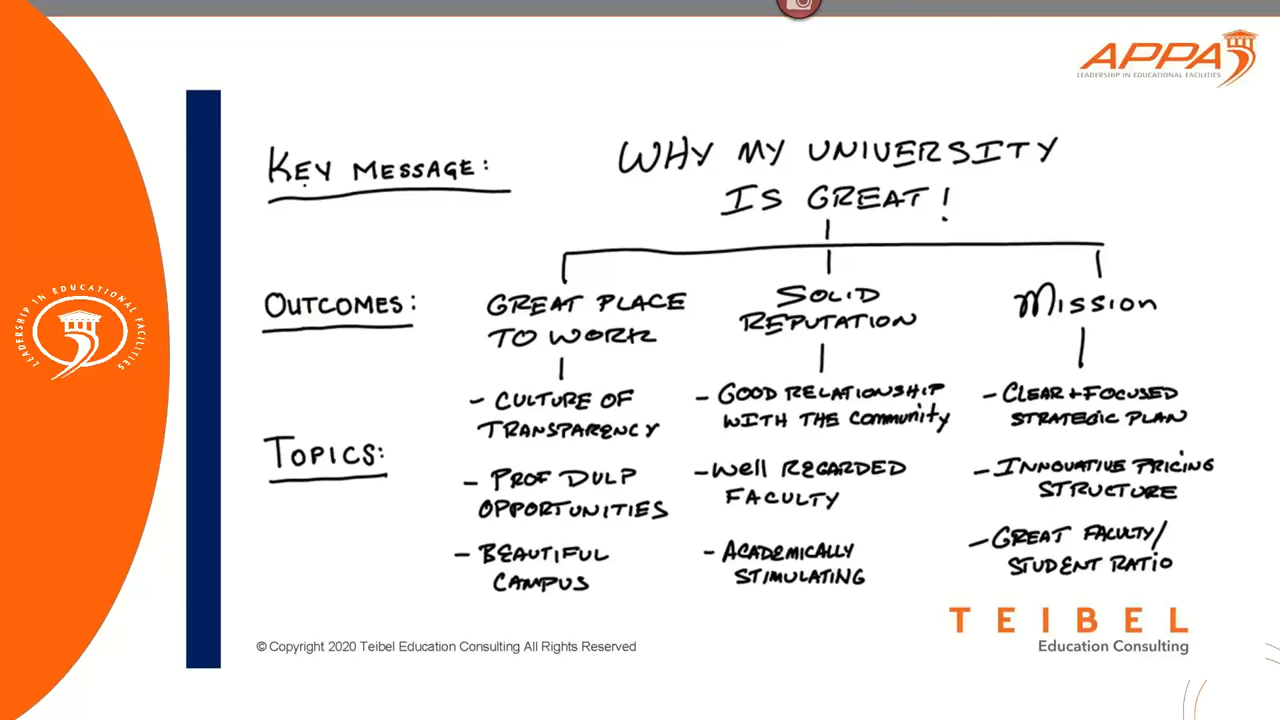 APPA
LEADERSHIP IN EDUCATIONAL FACILITIES
KEY MESSAGE:
WHY MY UNIVERSITY
IS GREAT!
OUTCOMES:
GREAT PLACE
TO WORK
SOLID
REPUTATION
Mission
TOPICS:
- CULTURE OF
TRANSPARENCY
- PROF DVLP
OPPORTUNITIES
- BEAUTIFUL
CAMPUS
- GOOD RELATIONSHIP
WITH THE community
- Well REGARDED
FACULTY
- ACADEMICALLY
STIMULATING
- CLEAR + FOCUSED
STRATEGIC PLAN
- INNOVATIVE PRICING
STRUCTURE
- GREAT FACULTY/
STUDENT RATIO
LEADERSHIP IN EDUCATIONAL FACILITIES
TEIBEL
Education Consulting
© Copyright 2020 Teibel Education Consulting All Rights Reserved